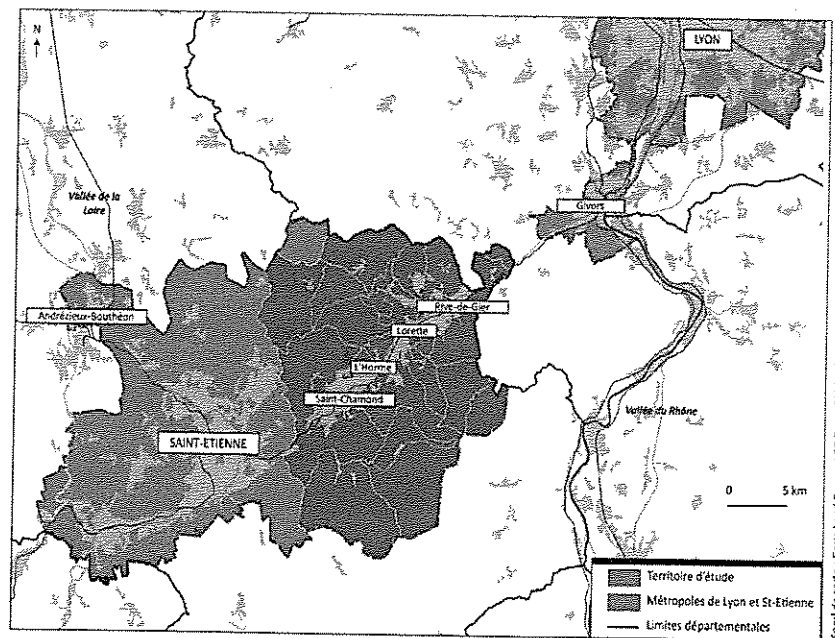 N
LYON
Vallée de la
Loire
Givors
Andrézieux-Bouthéon
Rive-de-Gier
Lorette
L'Horme
Saint-Chamond
SAINT-ETIENNE
Vallée du Rhône
0 5 km
Territoire d'étude
Métropoles de Lyon et St-Etienne
Limites départementales